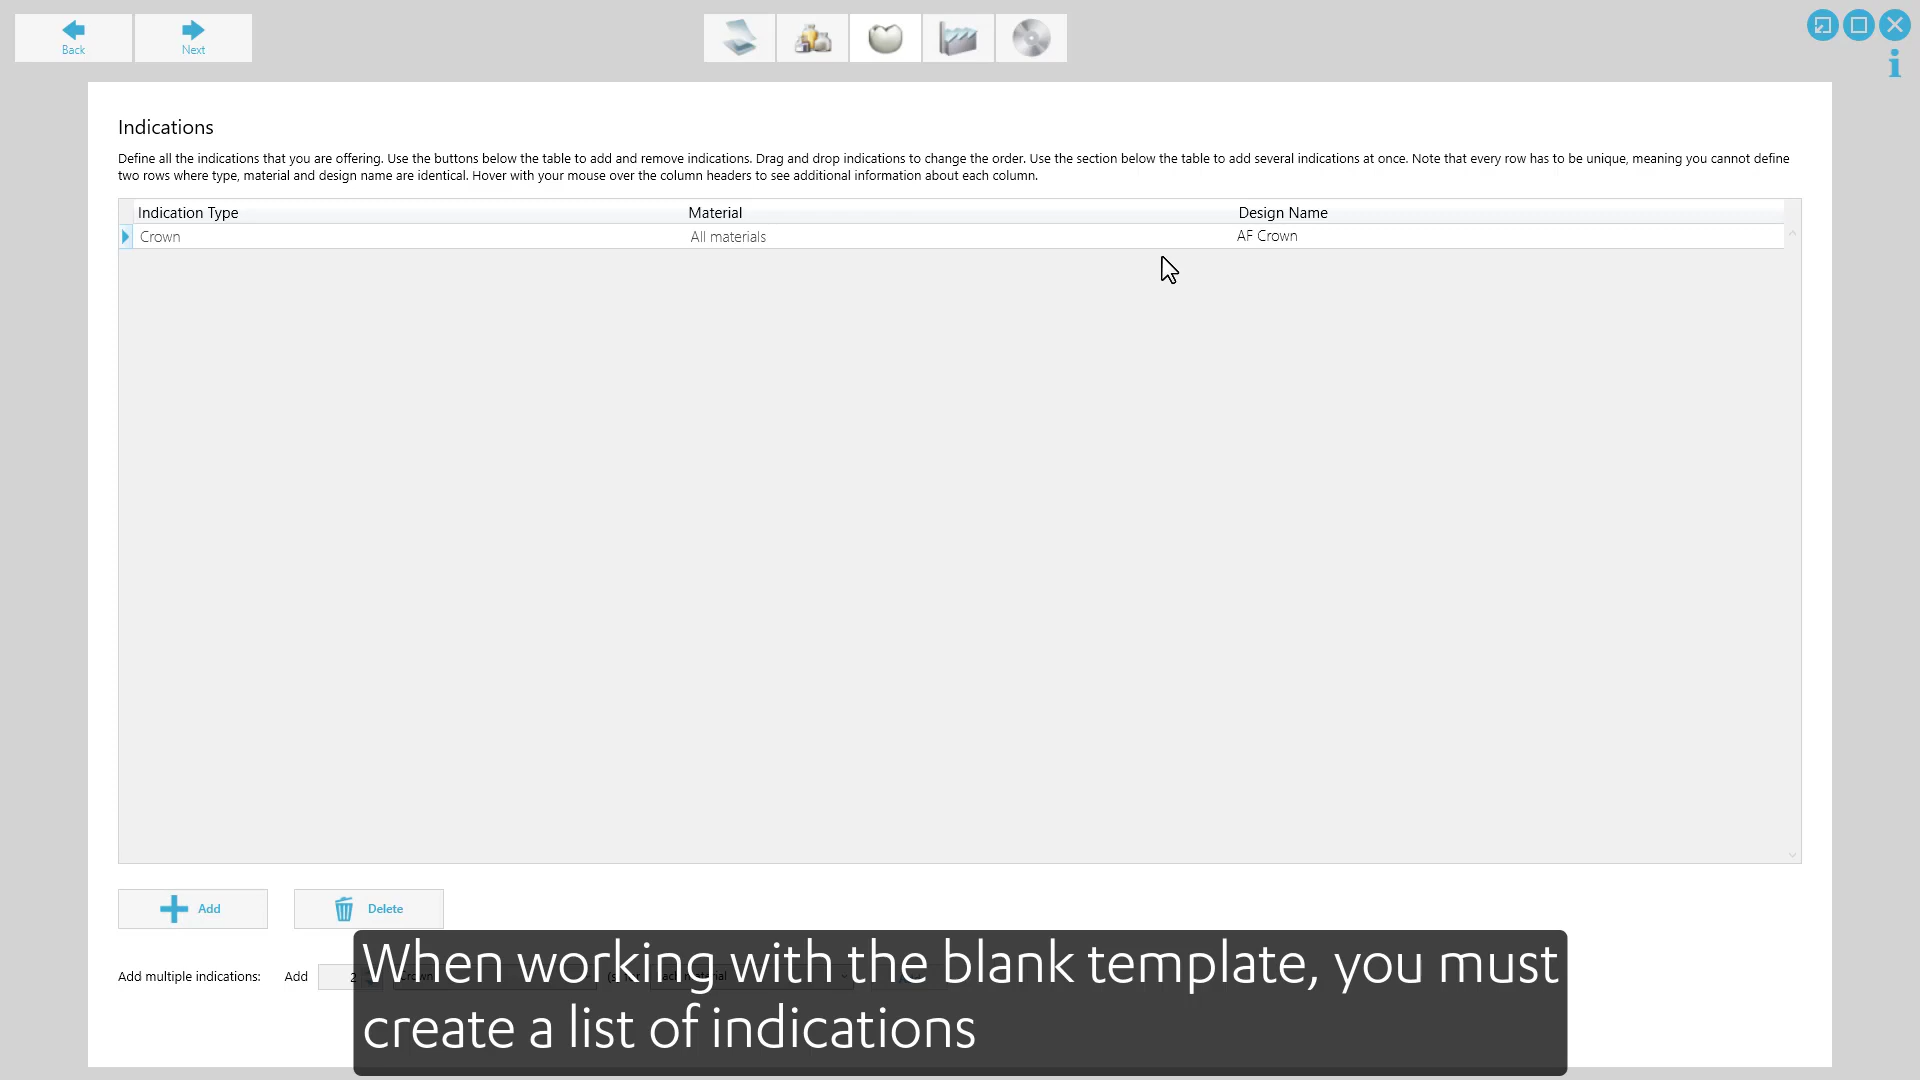 Back
Next
Indications
Define all the indications that you are offering. Use the buttons below the table to add and remove indications. Drag and drop indications to change the order. Use the section below the table to add several indications at once. Note that every row has to be unique, meaning you cannot define
two rows where type, material and design name are identical. Hover with your mouse over the column headers to see additional information about each column.
Indication Type Material Design Name
Crown All materials AF Crown
Add Delete
Add multiple indications: Add 2 Crown
When working with the blank template, you must
create a list of indications